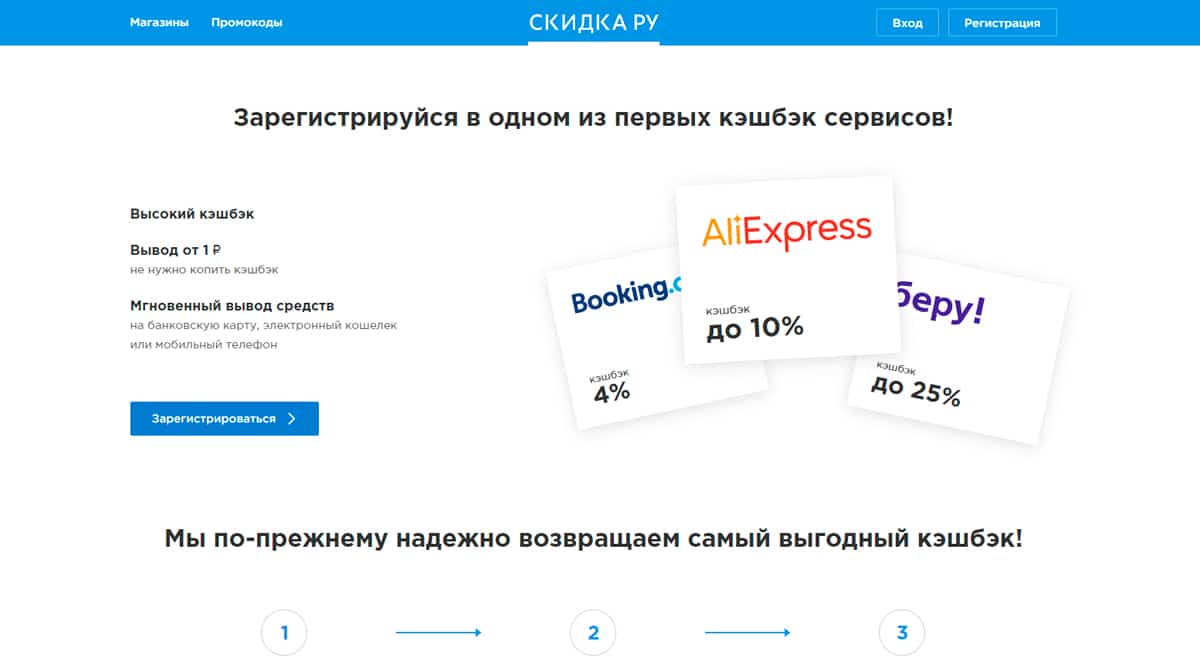 Магазины Промокоды СКИДКА РУ Вход Регистрация
Зарегистрируйся в одном из первых кэшбэк сервисов!
Высокий кэшбэк
Вывод от 1 ₽
не нужно копить кэшбэк
Мгновенный вывод средств
на банковскую карту, электронный кошелек
или мобильный телефон
Зарегистрироваться
Booking.c
кэшбэк
4%
AliExpress
кэшбэк
до 10%
беру!
кэшбэк
до 25%
Мы по-прежнему надежно возвращаем самый выгодный кэшбэк!
1 2 3